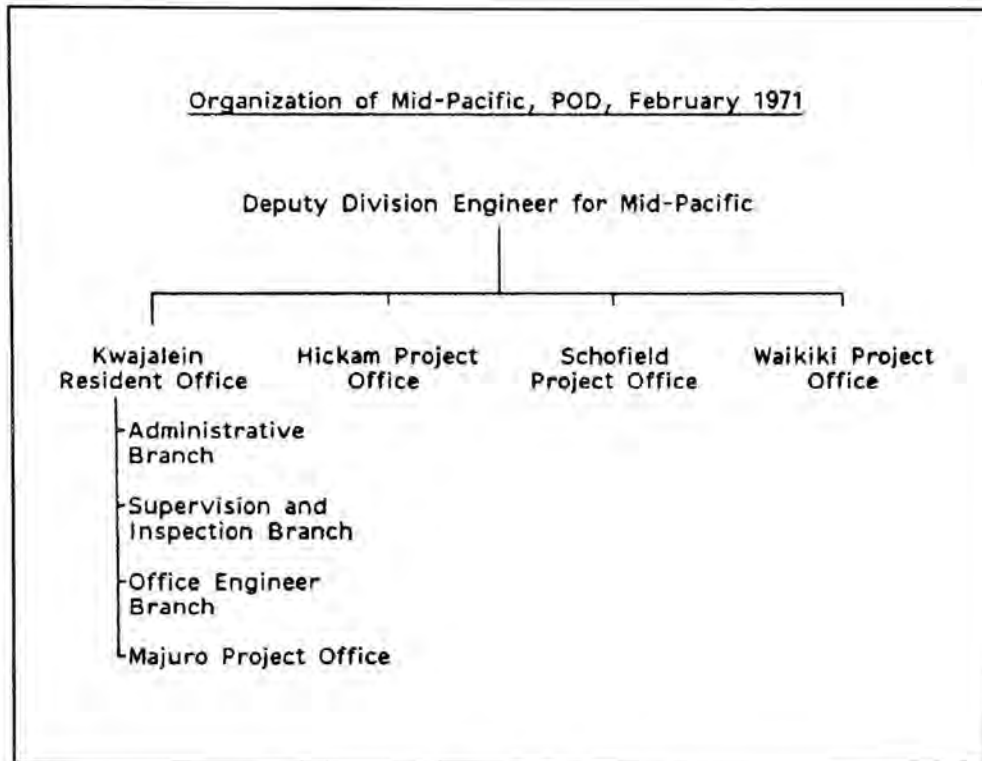 Organization of Mid-Pacific, POD, February 1971
Deputy Division Engineer for Mid-Pacific
Kwajalein
Resident Office
Hickam Project
Office
Schofield
Project Office
Waikiki Project
Office
Administrative
Branch
Supervision and
Inspection Branch
Office Engineer
Branch
Majuro Project Office